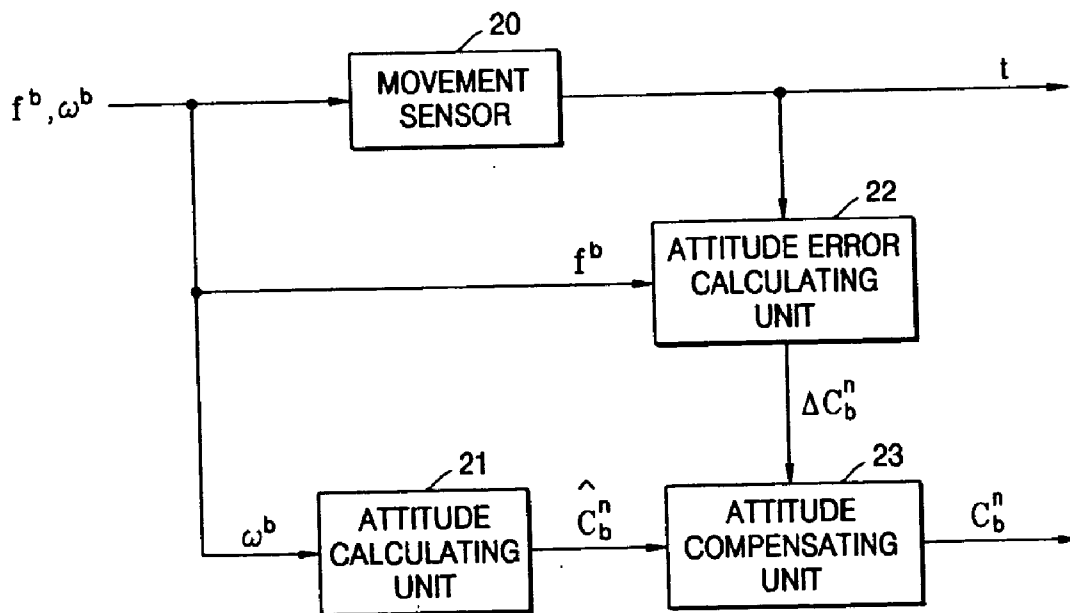 20
MOVEMENT
SENSOR
t
f^b, ω^b
22
ATTITUDE ERROR
CALCULATING
UNIT
f^b
ΔC_b^n
21
23
ATTITUDE
CALCULATING
UNIT
ω^b
Ĉ_b^n
ATTITUDE
COMPENSATING
UNIT
C_b^n